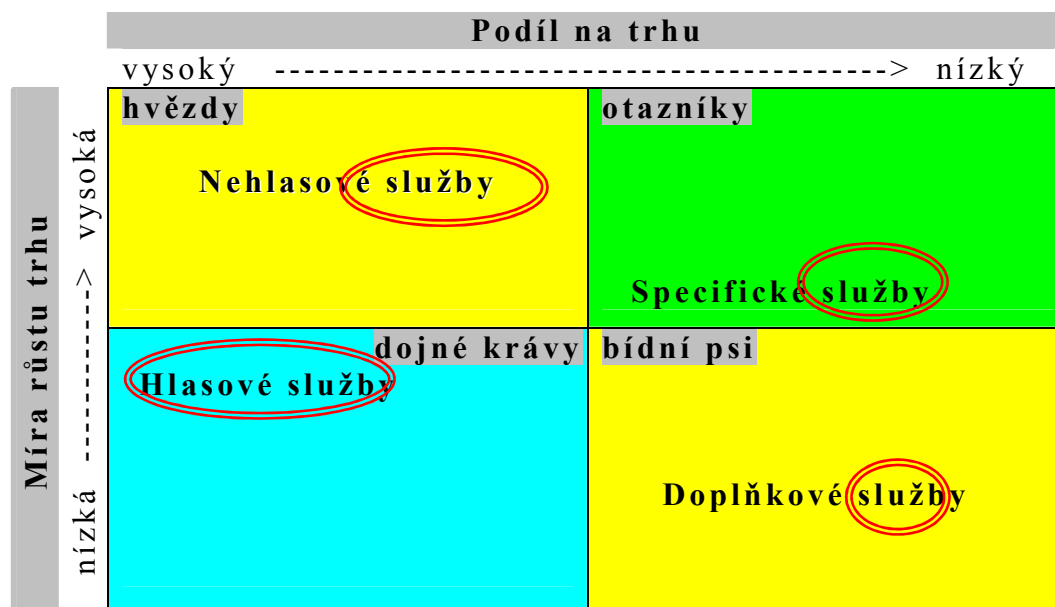 Podíl na trhu
vysoký --------------------------------------------> nízký
Míra růstu trhu
vysoká
nízká ------------>
hvězdy
Nehlasové služby
otazníky
Specifické služby
dojné krávy
Hlasové služby
bídní psi
Doplňkové služby